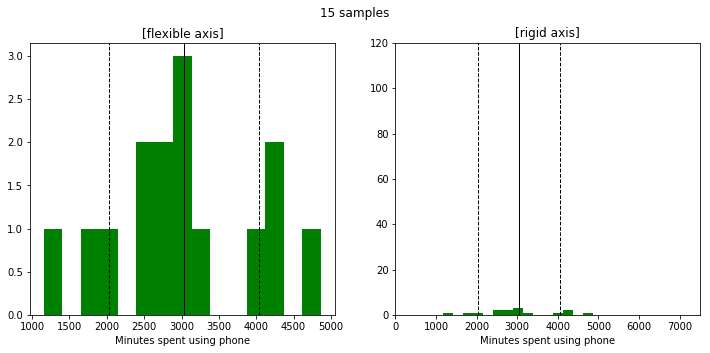 15 samples
[flexible axis]
3.0
2.5
2.0
1.5
1.0
0.5
0.0
1000 1500 2000 2500 3000 3500 4000 4500 5000
Minutes spent using phone
[rigid axis]
120
100
80
60
40
20
0
0 1000 2000 3000 4000 5000 6000 7000
Minutes spent using phone